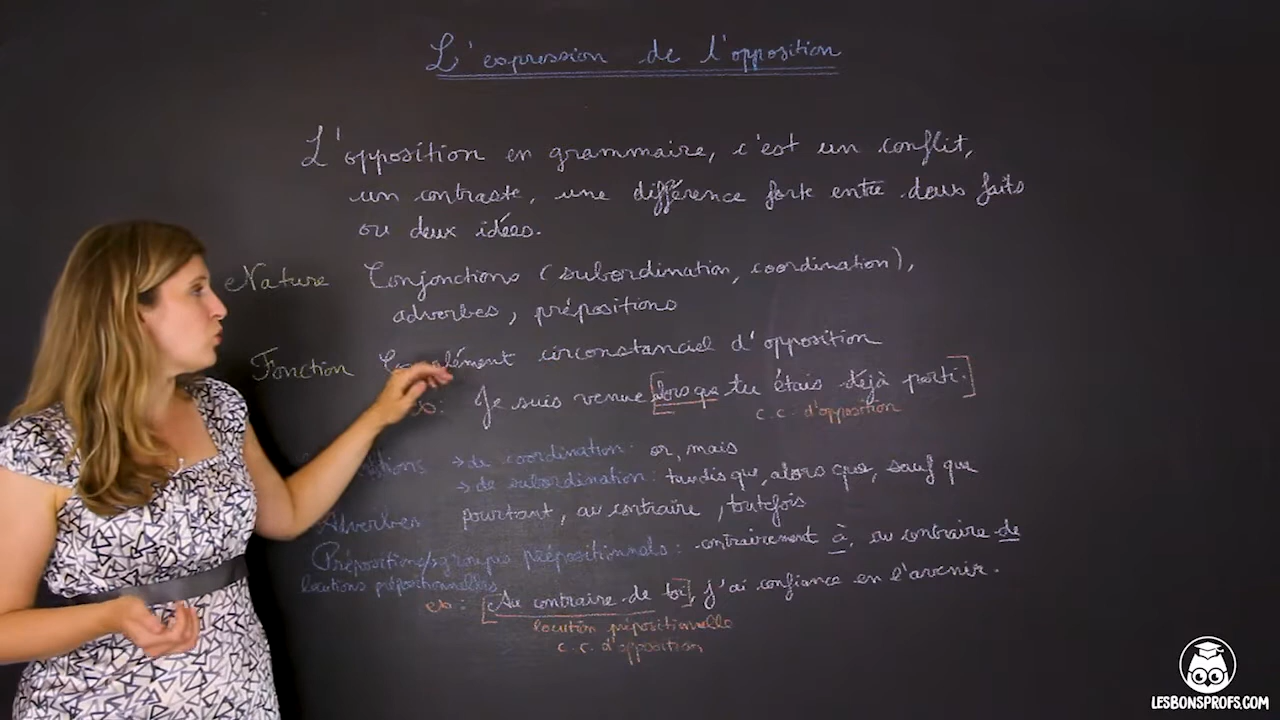 L'expression de l'opposition
L'opposition en grammaire, c'est un conflit,
un contraste, une différence forte entre deux faits
ou deux idées.
Nature Conjonctions (subordination, coordination),
adverbes, prépositions
Fonction Complément circonstanciel d'opposition
Je suis venue [alors que tu étais déjà parti.]
c.c. d'opposition
→ de coordination : or, mais
→ de subordination : tandis que, alors que, sauf que
Adverbes pourtant, au contraire, toutefois
Prépositions/groupes prépositionnels : contrairement à, au contraire de
locutions prépositionnelles
ex : [Au contraire de toi], j'ai confiance en l'avenir.
locution prépositionnelle
c.c. d'opposition
LESBONSPROFS.COM